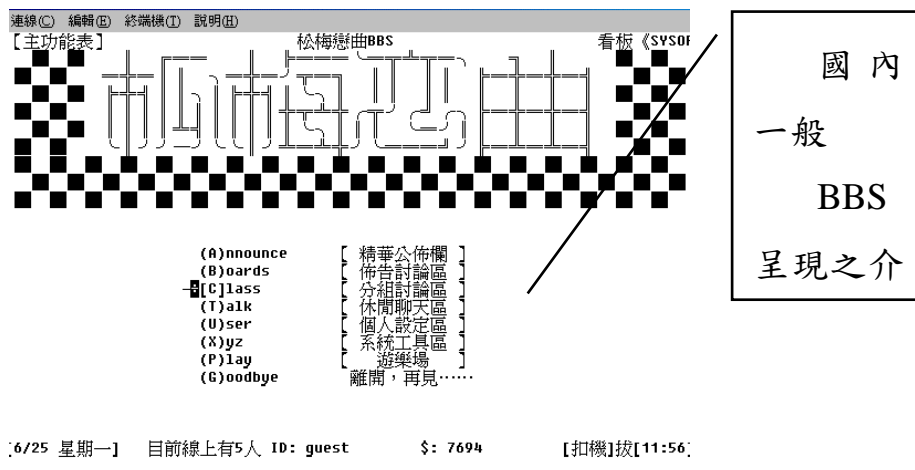 連線(C) 編輯(E) 終端機(T) 說明(H)
【主功能表】 松梅戀曲BBS 看板《SYSOP
松梅戀曲
(A)nnounce 【 精華公佈欄 】
(B)oards 【 佈告討論區 】
[C]lass 【 分組討論區 】
(T)alk 【 休閒聊天區 】
(U)ser 【 個人設定區 】
(X)yz 【 系統工具區 】
(P)lay 【 遊樂場 】
(G)oodbye 離開，再見……
[6/25 星期一] 目前線上有5人 ID: guest $: 7694 [扣機]拔[11:56]
國內
一般
BBS
呈現之介